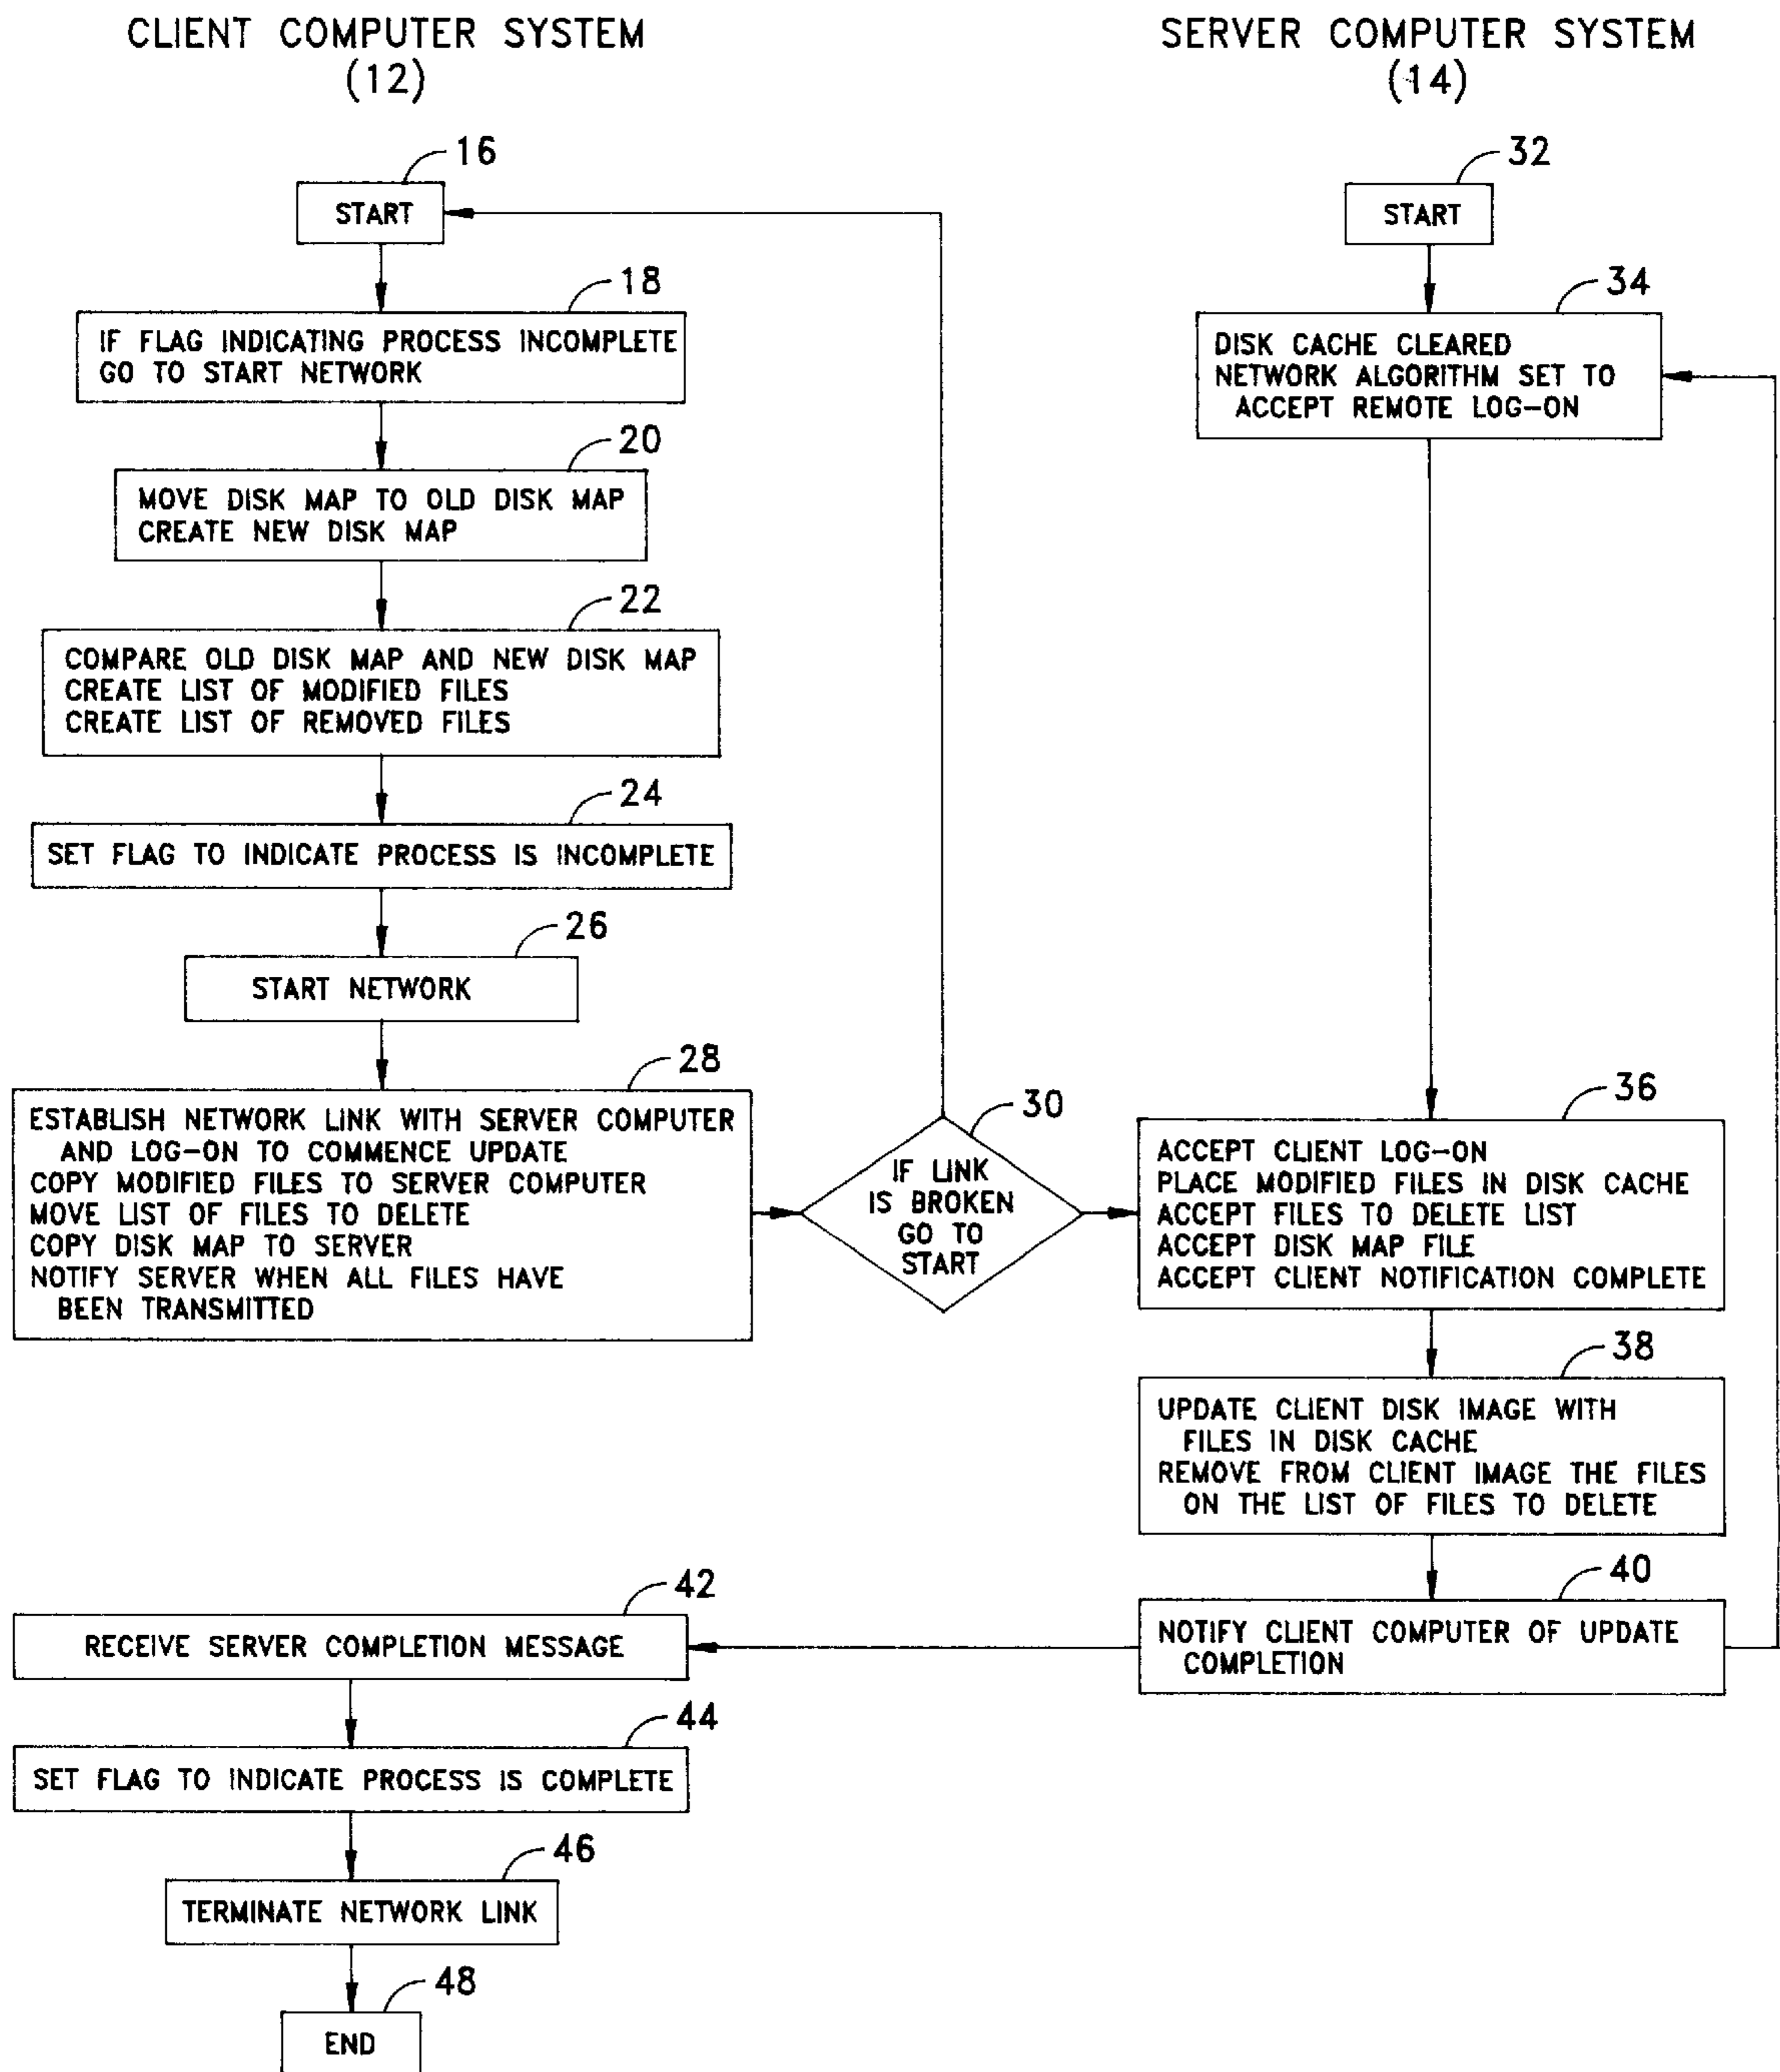 CLIENT COMPUTER SYSTEM
(12)
16
START
18
IF FLAG INDICATING PROCESS INCOMPLETE
GO TO START NETWORK
20
MOVE DISK MAP TO OLD DISK MAP
CREATE NEW DISK MAP
22
COMPARE OLD DISK MAP AND NEW DISK MAP
CREATE LIST OF MODIFIED FILES
CREATE LIST OF REMOVED FILES
24
SET FLAG TO INDICATE PROCESS IS INCOMPLETE
26
START NETWORK
28
ESTABLISH NETWORK LINK WITH SERVER COMPUTER
AND LOG-ON TO COMMENCE UPDATE
COPY MODIFIED FILES TO SERVER COMPUTER
MOVE LIST OF FILES TO DELETE
COPY DISK MAP TO SERVER
NOTIFY SERVER WHEN ALL FILES HAVE
BEEN TRANSMITTED
30
IF LINK
IS BROKEN
GO TO
START
SERVER COMPUTER SYSTEM
(14)
32
START
34
DISK CACHE CLEARED
NETWORK ALGORITHM SET TO
ACCEPT REMOTE LOG-ON
36
ACCEPT CLIENT LOG-ON
PLACE MODIFIED FILES IN DISK CACHE
ACCEPT FILES TO DELETE LIST
ACCEPT DISK MAP FILE
ACCEPT CLIENT NOTIFICATION COMPLETE
38
UPDATE CLIENT DISK IMAGE WITH
FILES IN DISK CACHE
REMOVE FROM CLIENT IMAGE THE FILES
ON THE LIST OF FILES TO DELETE
40
NOTIFY CLIENT COMPUTER OF UPDATE
COMPLETION
42
RECEIVE SERVER COMPLETION MESSAGE
44
SET FLAG TO INDICATE PROCESS IS COMPLETE
46
TERMINATE NETWORK LINK
48
END